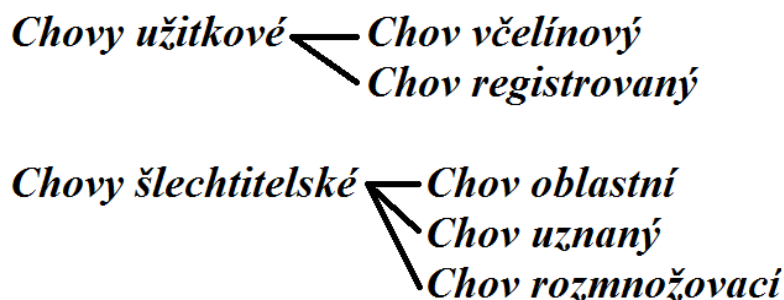 Chovy užitkové Chov včelínový
Chov registrovaný
Chovy šlechtitelské Chov oblastní
Chov uznaný
Chov rozmnožovací